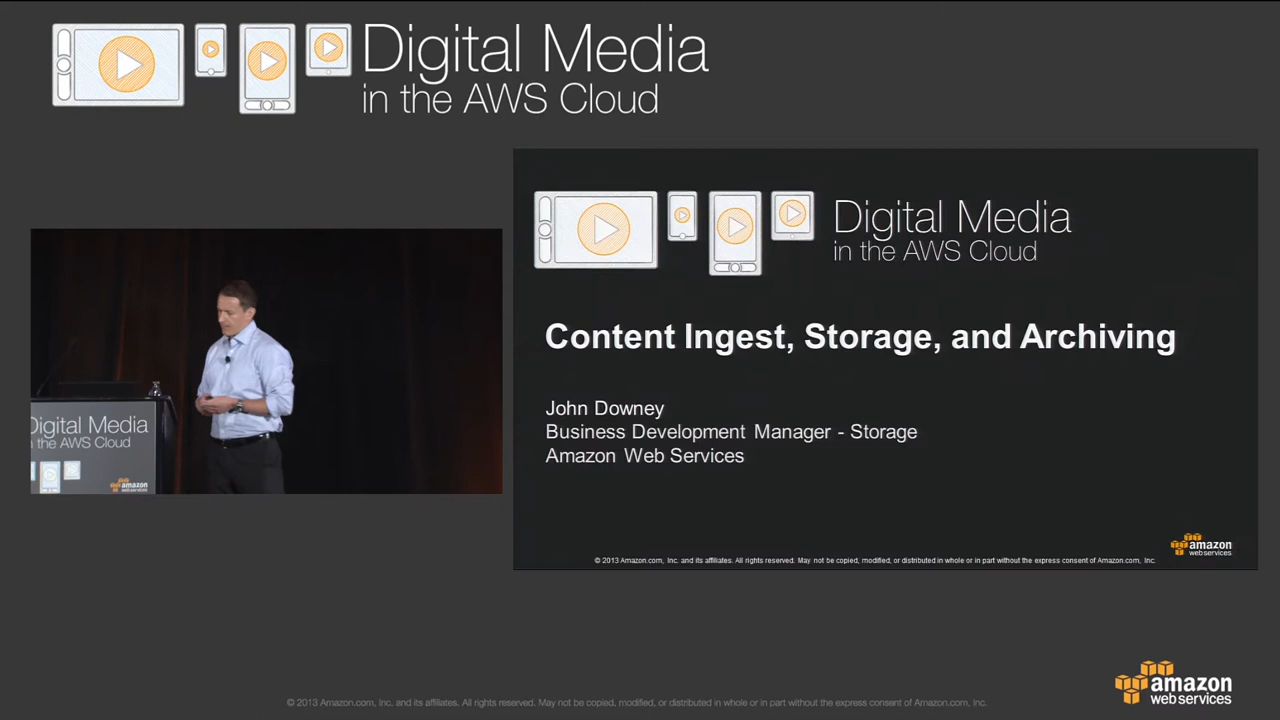 Digital Media
in the AWS Cloud
Digital Media
in the AWS Cloud
Content Ingest, Storage, and Archiving
John Downey
Business Development Manager - Storage
Amazon Web Services
amazon
web services
© 2013 Amazon.com, Inc. and its affiliates. All rights reserved. May not be copied, modified, or distributed in whole or in part without the express consent of Amazon.com, Inc.
Digital Media
in the AWS Cloud
amazon
web services
amazon
web services
© 2013 Amazon.com, Inc. and its affiliates. All rights reserved. May not be copied, modified, or distributed in whole or in part without the express consent of Amazon.com, Inc.